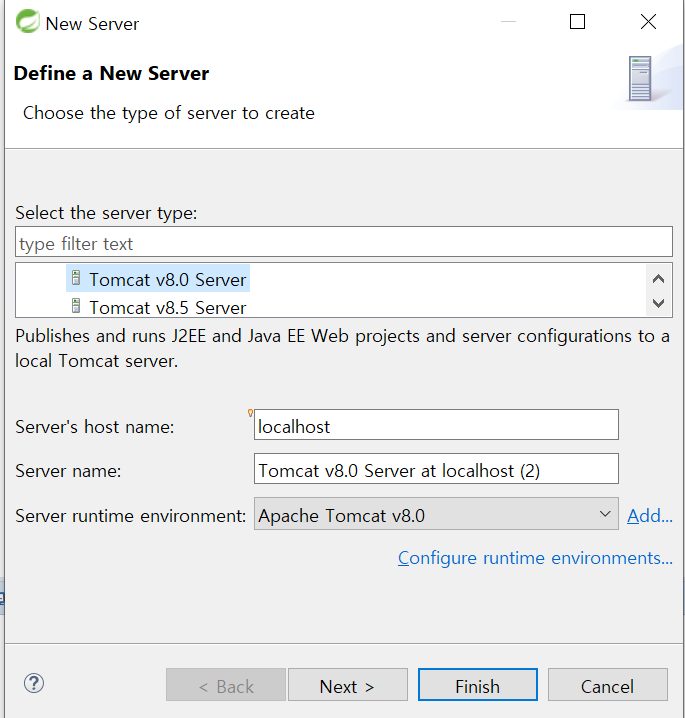 New Server
Define a New Server
Choose the type of server to create
Select the server type:
type filter text
Tomcat v8.0 Server
Tomcat v8.5 Server
Publishes and runs J2EE and Java EE Web projects and server configurations to a
local Tomcat server.
Server's host name: localhost
Server name: Tomcat v8.0 Server at localhost (2)
Server runtime environment: Apache Tomcat v8.0 Add...
Configure runtime environments...
? < Back Next > Finish Cancel